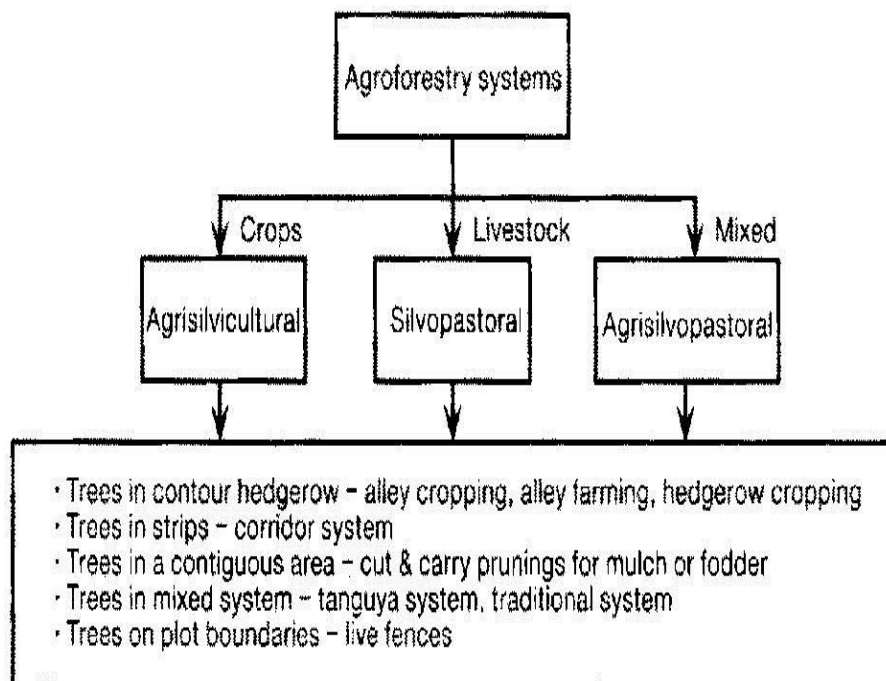 Agroforestry systems
Crops
Livestock
Mixed
Agrisilvicultural
Silvopastoral
Agrisilvopastoral
· Trees in contour hedgerow – alley cropping, alley farming, hedgerow cropping
· Trees in strips – corridor system
· Trees in a contiguous area – cut & carry prunings for mulch or fodder
· Trees in mixed system – tanguya system, traditional system
· Trees on plot boundaries – live fences